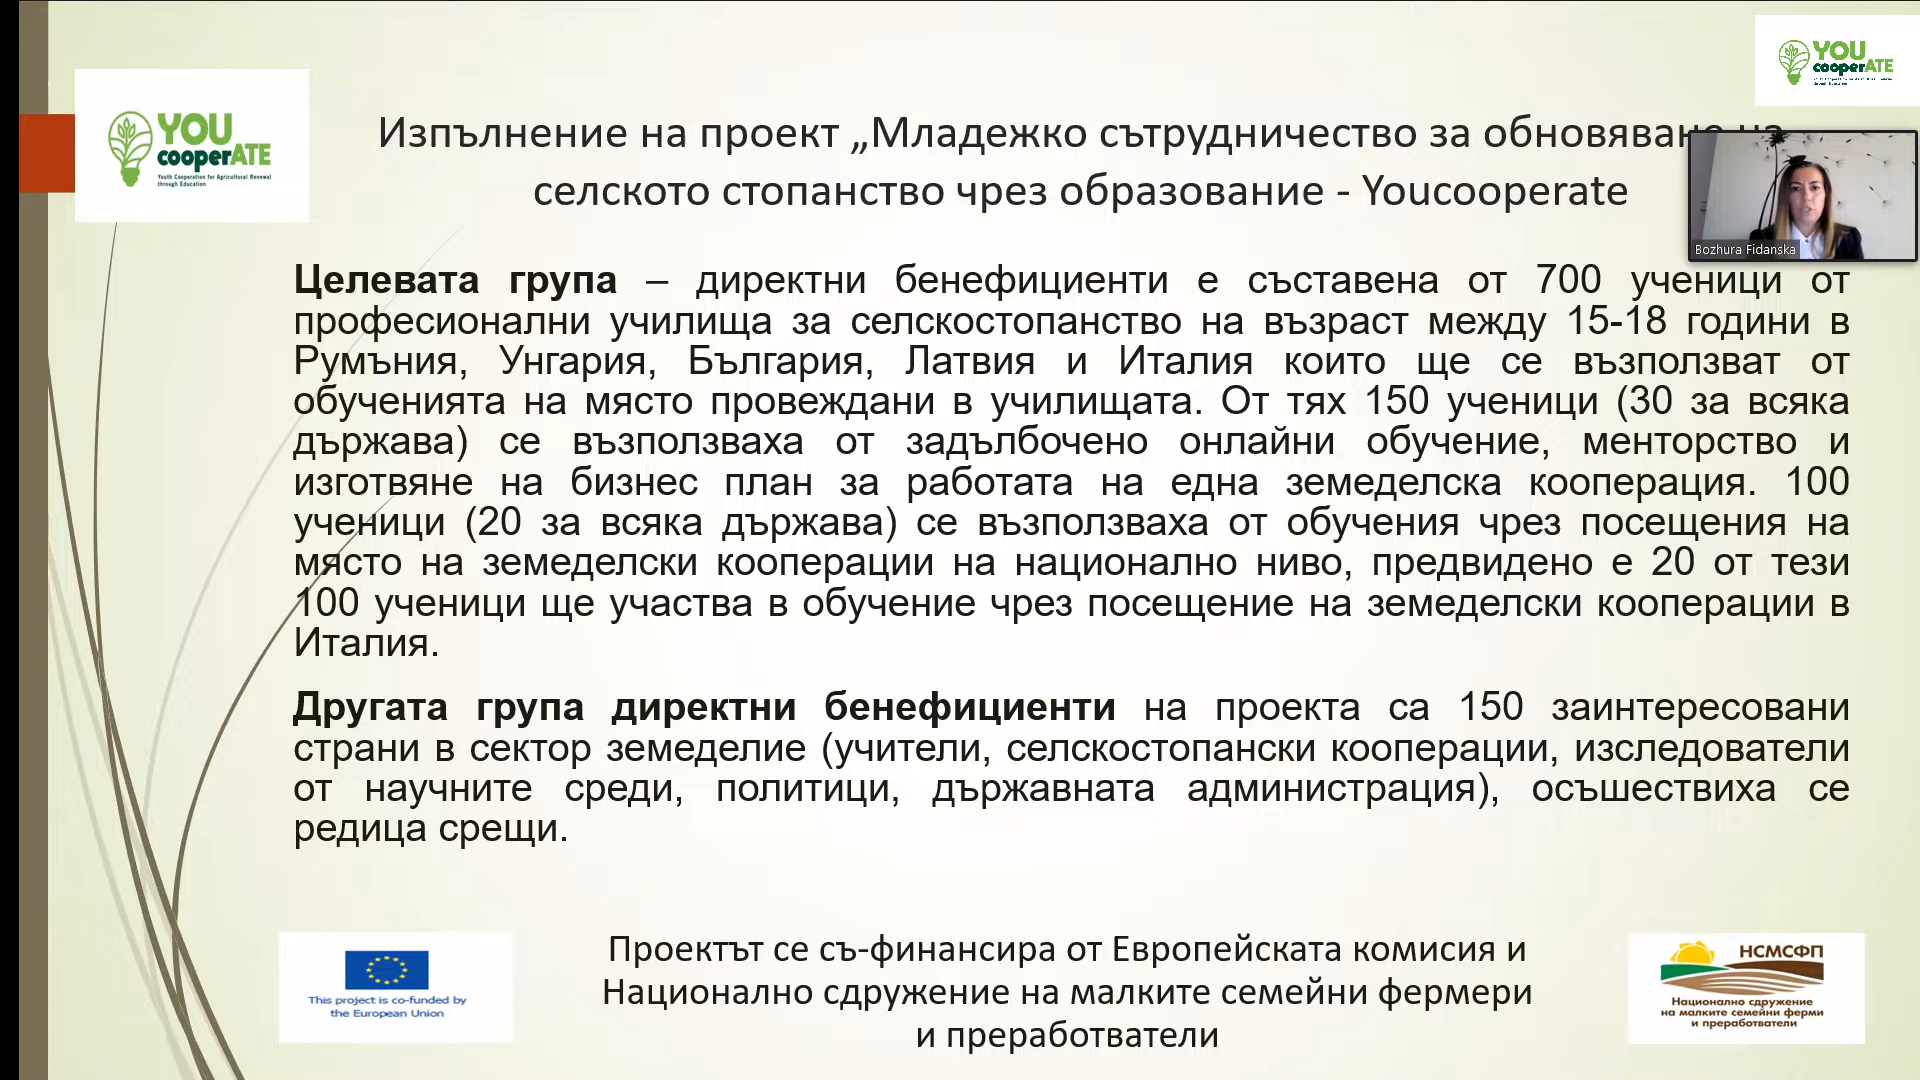 YOU
cooperATE
YOU
cooperATE
Youth Cooperation for Agricultural Renewal
through Education
Изпълнение на проект „Младежко сътрудничество за обновяване на
селското стопанство чрез образование - Youcooperate
Bozhura Fidanska
Целевата група – директни бенефициенти е съставена от 700 ученици от
професионални училища за селскостопанство на възраст между 15-18 години в
Румъния, Унгария, България, Латвия и Италия които ще се възползват от
обученията на място провеждани в училищата. От тях 150 ученици (30 за всяка
държава) се възползваха от задълбочено онлайни обучение, менторство и
изготвяне на бизнес план за работата на една земеделска кооперация. 100
ученици (20 за всяка държава) се възползваха от обучения чрез посещения на
място на земеделски кооперации на национално ниво, предвидено е 20 от тези
100 ученици ще участва в обучение чрез посещение на земеделски кооперации в
Италия.
Другата група директни бенефициенти на проекта са 150 заинтересовани
страни в сектор земеделие (учители, селскостопански кооперации, изследователи
от научните среди, политици, държавната администрация), осъшествиха се
редица срещи.
This project is co-funded by
the European Union
Проектът се съ-финансира от Европейската комисия и
Национално сдружение на малките семейни фермери
и преработватели
НСМСФП
Национално сдружение
на малките семейни ферми
и преработватели